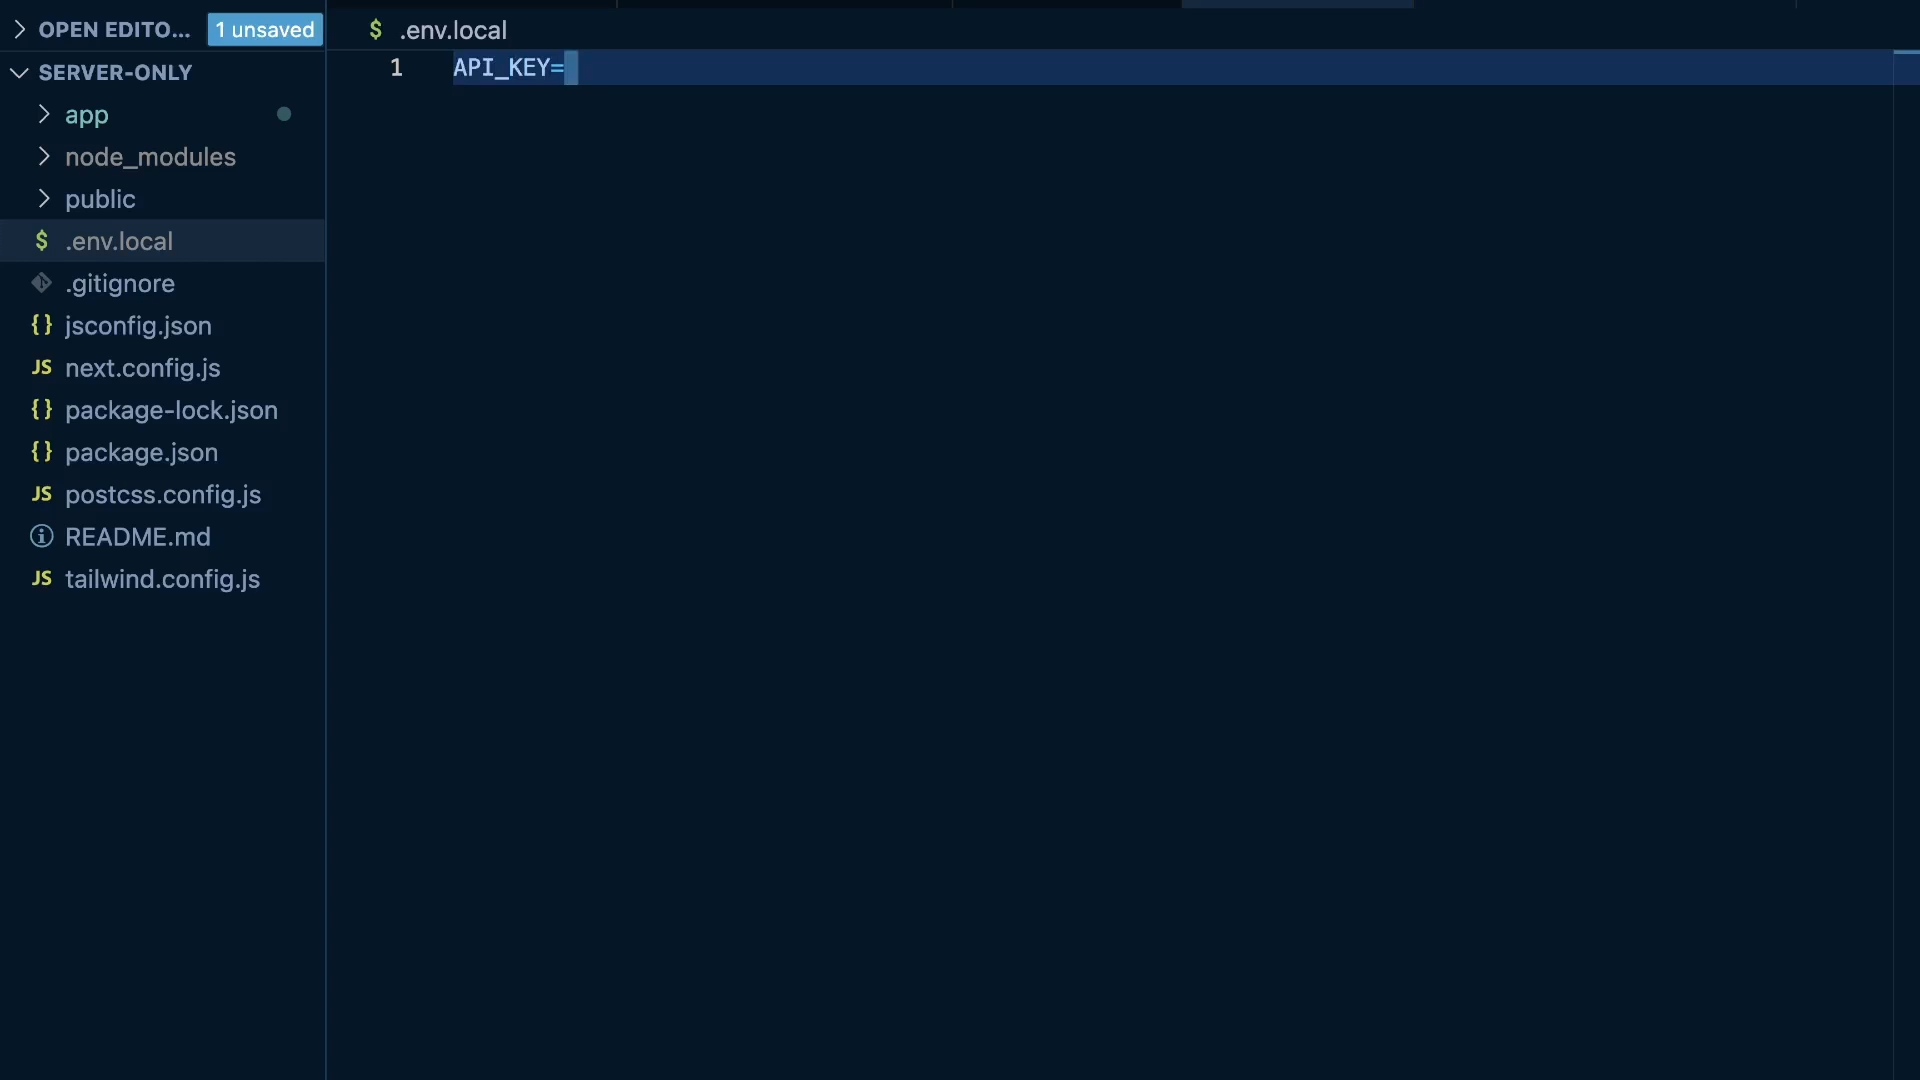 OPEN EDITO... 1 unsaved
SERVER-ONLY
app
node_modules
public
$ .env.local
.gitignore
{} jsconfig.json
JS next.config.js
{} package-lock.json
{} package.json
JS postcss.config.js
README.md
JS tailwind.config.js
$ .env.local
1 API_KEY=